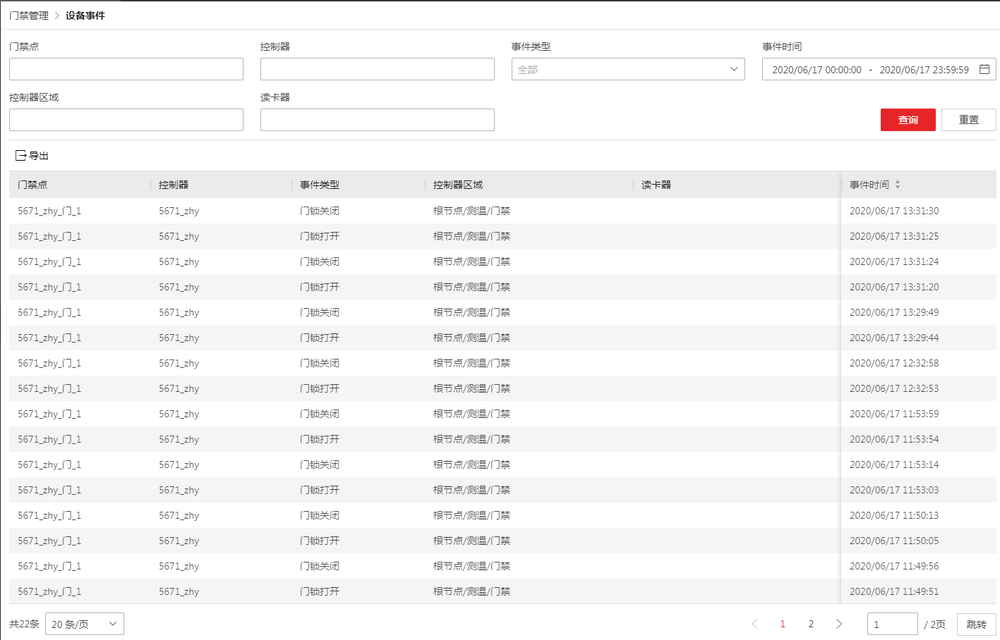 门禁管理 > 设备事件
门禁点 控制器 事件类型 事件时间
全部 2020/06/17 00:00:00 - 2020/06/17 23:59:59
控制器区域 读卡器
查询 重置
导出
门禁点 控制器 事件类型 控制器区域 读卡器 事件时间
5671_zhy_门_1 5671_zhy 门锁关闭 根节点/测温/门禁 2020/06/17 13:31:30
5671_zhy_门_1 5671_zhy 门锁打开 根节点/测温/门禁 2020/06/17 13:31:25
5671_zhy_门_1 5671_zhy 门锁关闭 根节点/测温/门禁 2020/06/17 13:31:24
5671_zhy_门_1 5671_zhy 门锁打开 根节点/测温/门禁 2020/06/17 13:31:20
5671_zhy_门_1 5671_zhy 门锁关闭 根节点/测温/门禁 2020/06/17 13:29:49
5671_zhy_门_1 5671_zhy 门锁打开 根节点/测温/门禁 2020/06/17 13:29:44
5671_zhy_门_1 5671_zhy 门锁关闭 根节点/测温/门禁 2020/06/17 12:32:58
5671_zhy_门_1 5671_zhy 门锁打开 根节点/测温/门禁 2020/06/17 12:32:53
5671_zhy_门_1 5671_zhy 门锁关闭 根节点/测温/门禁 2020/06/17 11:53:59
5671_zhy_门_1 5671_zhy 门锁打开 根节点/测温/门禁 2020/06/17 11:53:54
5671_zhy_门_1 5671_zhy 门锁关闭 根节点/测温/门禁 2020/06/17 11:53:14
5671_zhy_门_1 5671_zhy 门锁打开 根节点/测温/门禁 2020/06/17 11:53:03
5671_zhy_门_1 5671_zhy 门锁关闭 根节点/测温/门禁 2020/06/17 11:50:13
5671_zhy_门_1 5671_zhy 门锁打开 根节点/测温/门禁 2020/06/17 11:50:05
5671_zhy_门_1 5671_zhy 门锁关闭 根节点/测温/门禁 2020/06/17 11:49:56
5671_zhy_门_1 5671_zhy 门锁打开 根节点/测温/门禁 2020/06/17 11:49:51
共22条 20 条/页 < 1 2 > 1 / 2页 跳转